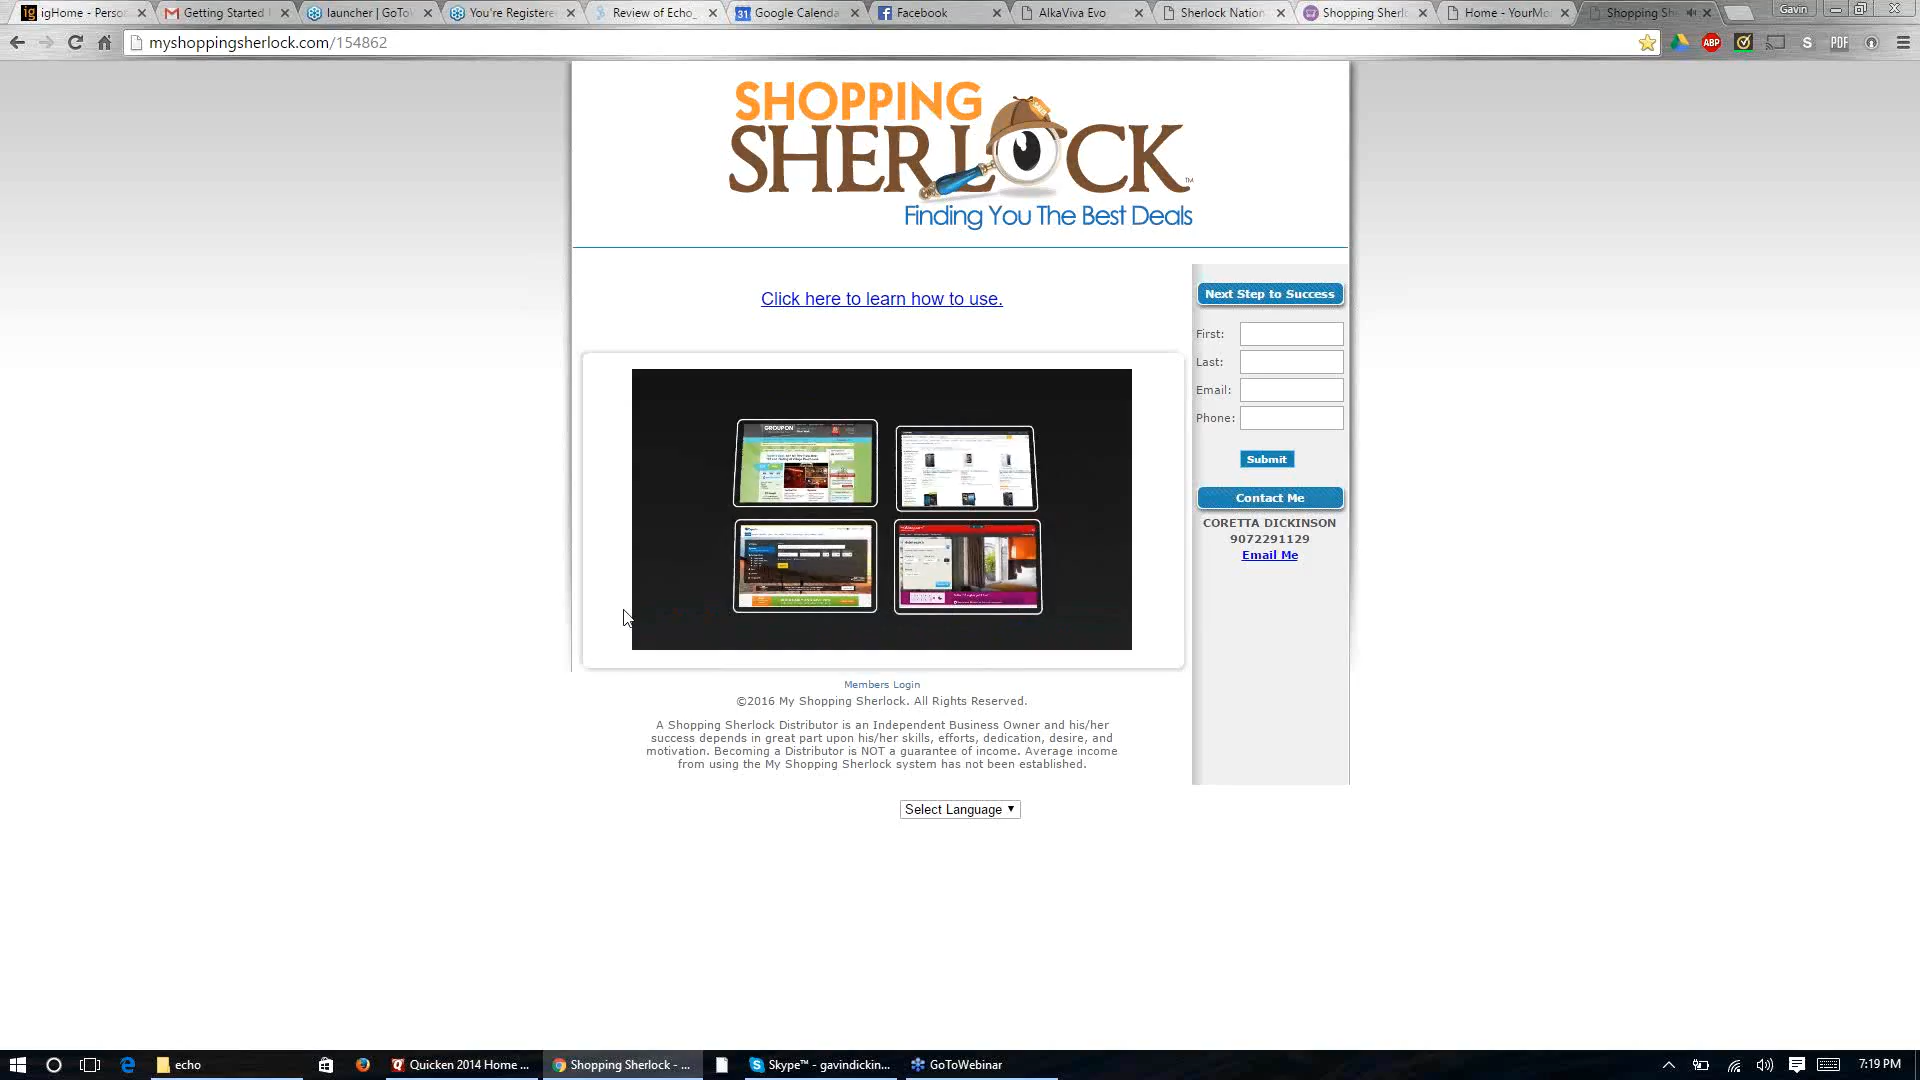 igHome - Perso
Getting Started
launcher | GoTo
You're Registere
Review of Echo_
Google Calenda
Facebook
AlkaViva Evo
Sherlock Nation
Shopping Sherl
Home - YourMo
Shopping Sh
Gavin
myshoppingsherlock.com/154862
ABP
S
PDF
SHOPPING
SHERLOCK
SALE
TM
Finding You The Best Deals
Click here to learn how to use.
Next Step to Success
First:
Last:
Email:
Phone:
Submit
Contact Me
CORETTA DICKINSON
9072291129
Email Me
GROUPON
Members Login
©2016 My Shopping Sherlock. All Rights Reserved.
A Shopping Sherlock Distributor is an Independent Business Owner and his/her
success depends in great part upon his/her skills, efforts, dedication, desire, and
motivation. Becoming a Distributor is NOT a guarantee of income. Average income
from using the My Shopping Sherlock system has not been established.
Select Language
echo
Quicken 2014 Home ...
Shopping Sherlock - ...
Skype™ - gavindickin...
GoToWebinar
7:19 PM